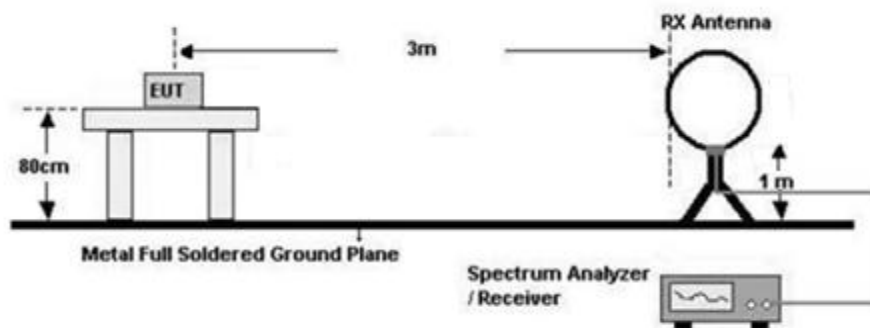 RX Antenna
3m
EUT
80cm
1 m
Metal Full Soldered Ground Plane
Spectrum Analyzer
/ Receiver